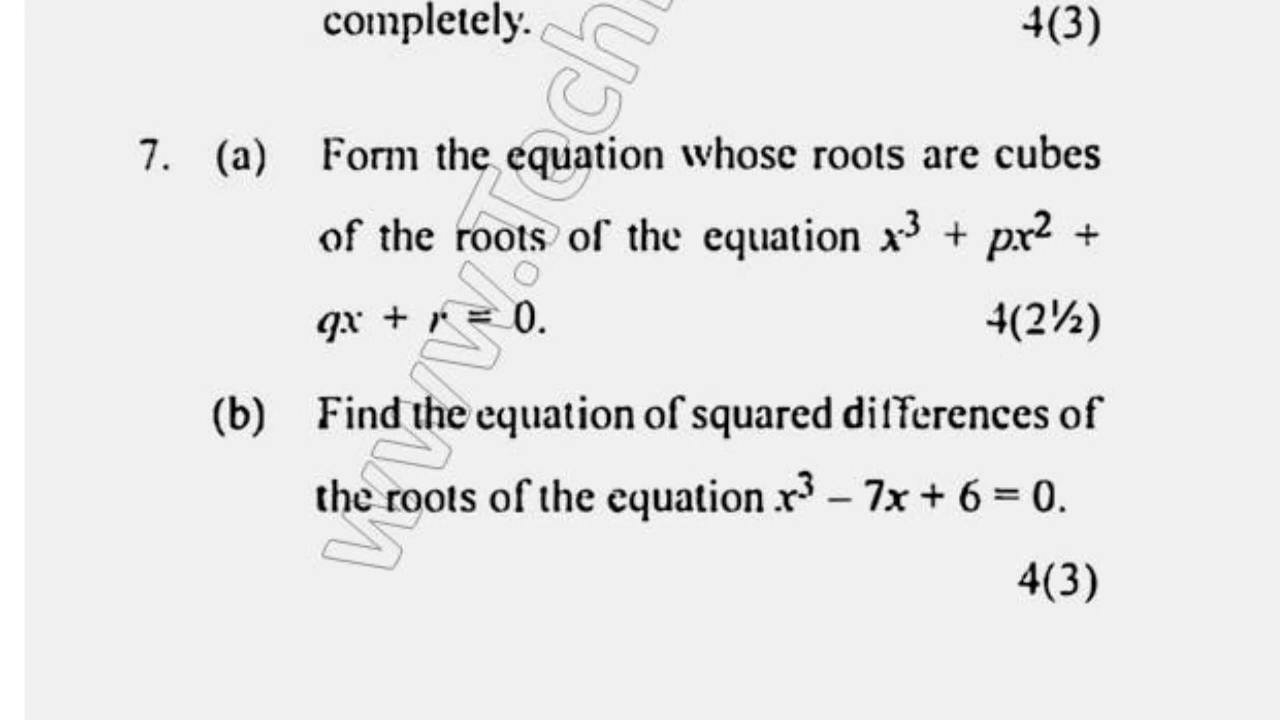 completely. 4(3)
7. (a) Form the equation whose roots are cubes
of the roots of the equation x³ + px² +
qx + r = 0. 4(2½)
(b) Find the equation of squared differences of
the roots of the equation x³ – 7x + 6 = 0.
4(3)
www.Tech